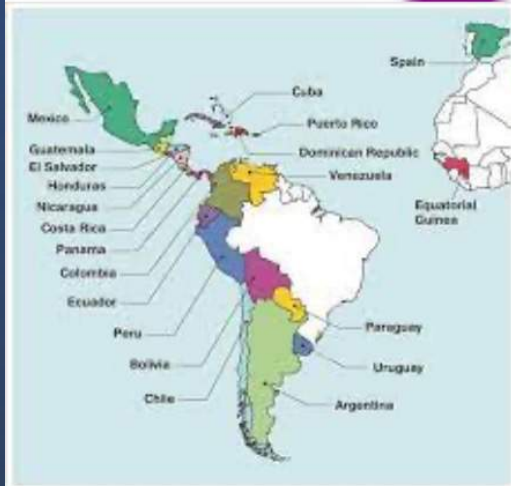 Spain
Cuba
Mexico
Puerto Rico
Guatemala
Dominican Republic
El Salvador
Venezuela
Honduras
Nicaragua
Equatorial
Guinea
Costa Rica
Panama
Colombia
Ecuador
Peru
Paraguay
Bolivia
Uruguay
Chile
Argentina